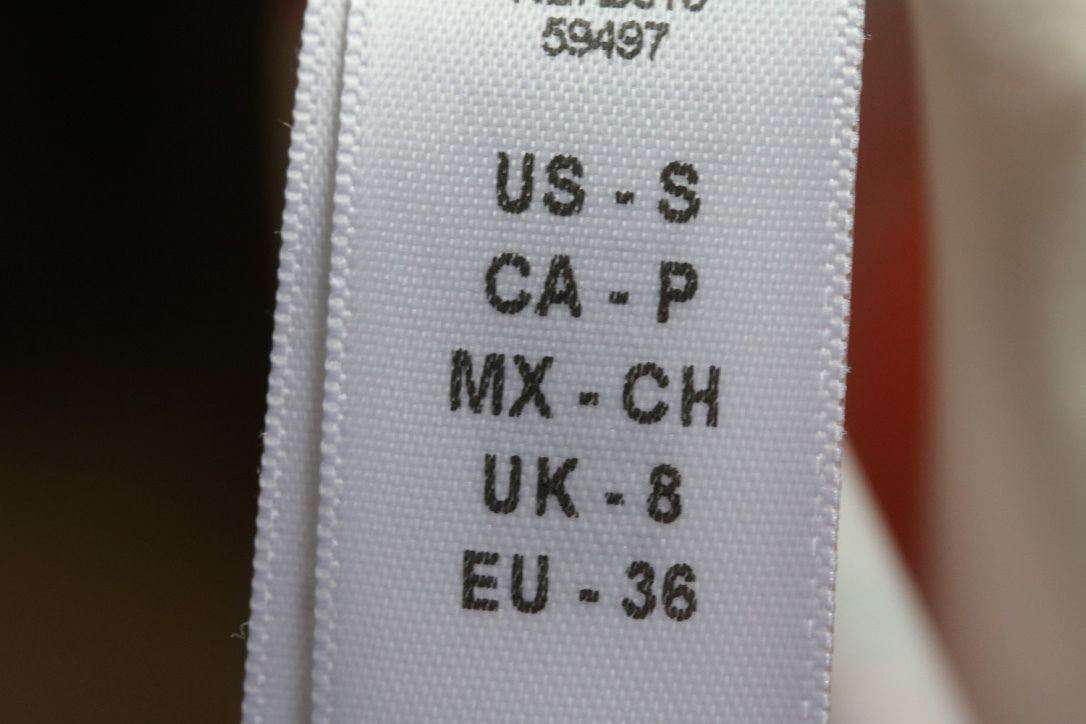 59497
US - S
CA - P
MX - CH
UK - 8
EU - 36